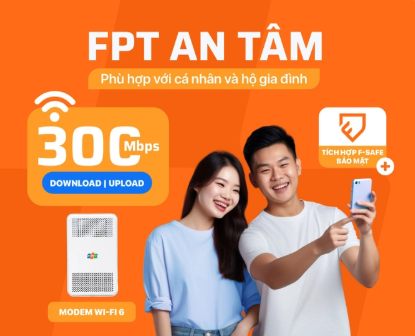 FPT AN TÂM
Phù hợp với cá nhân và hộ gia đình
300 Mbps
DOWNLOAD | UPLOAD
TÍCH HỢP F-SAFE
BẢO MẬT
+
FPT
MODEM WI-FI 6